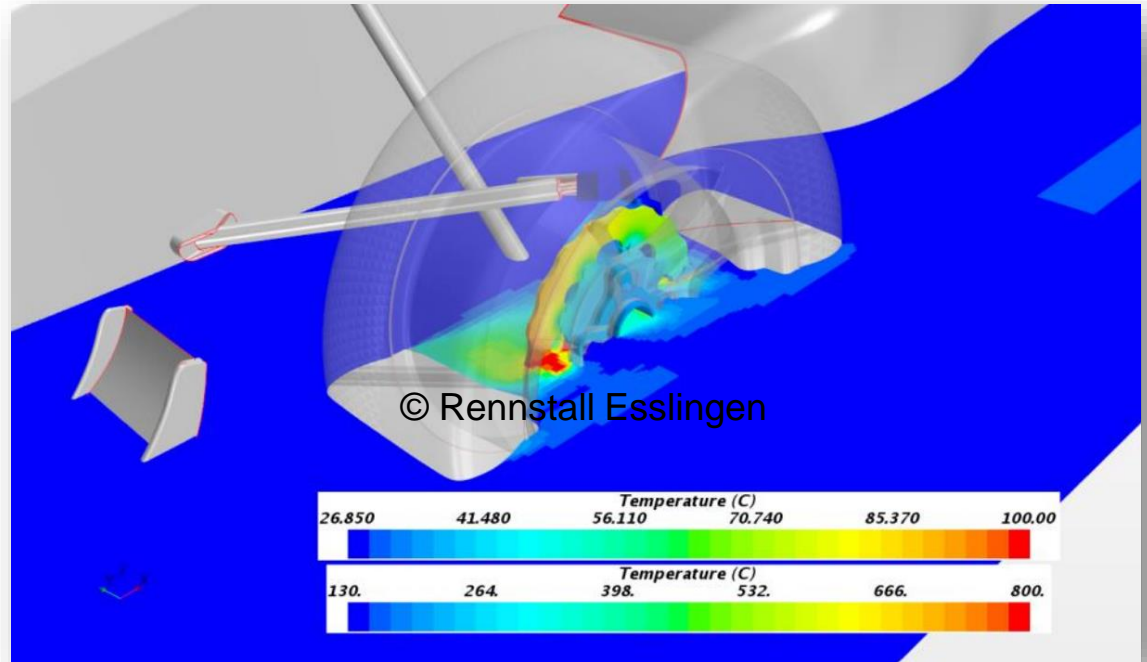 © Rennstall Esslingen
Temperature (C)
26.850 41.480 56.110 70.740 85.370 100.00
Temperature (C)
130. 264. 398. 532. 666. 800.